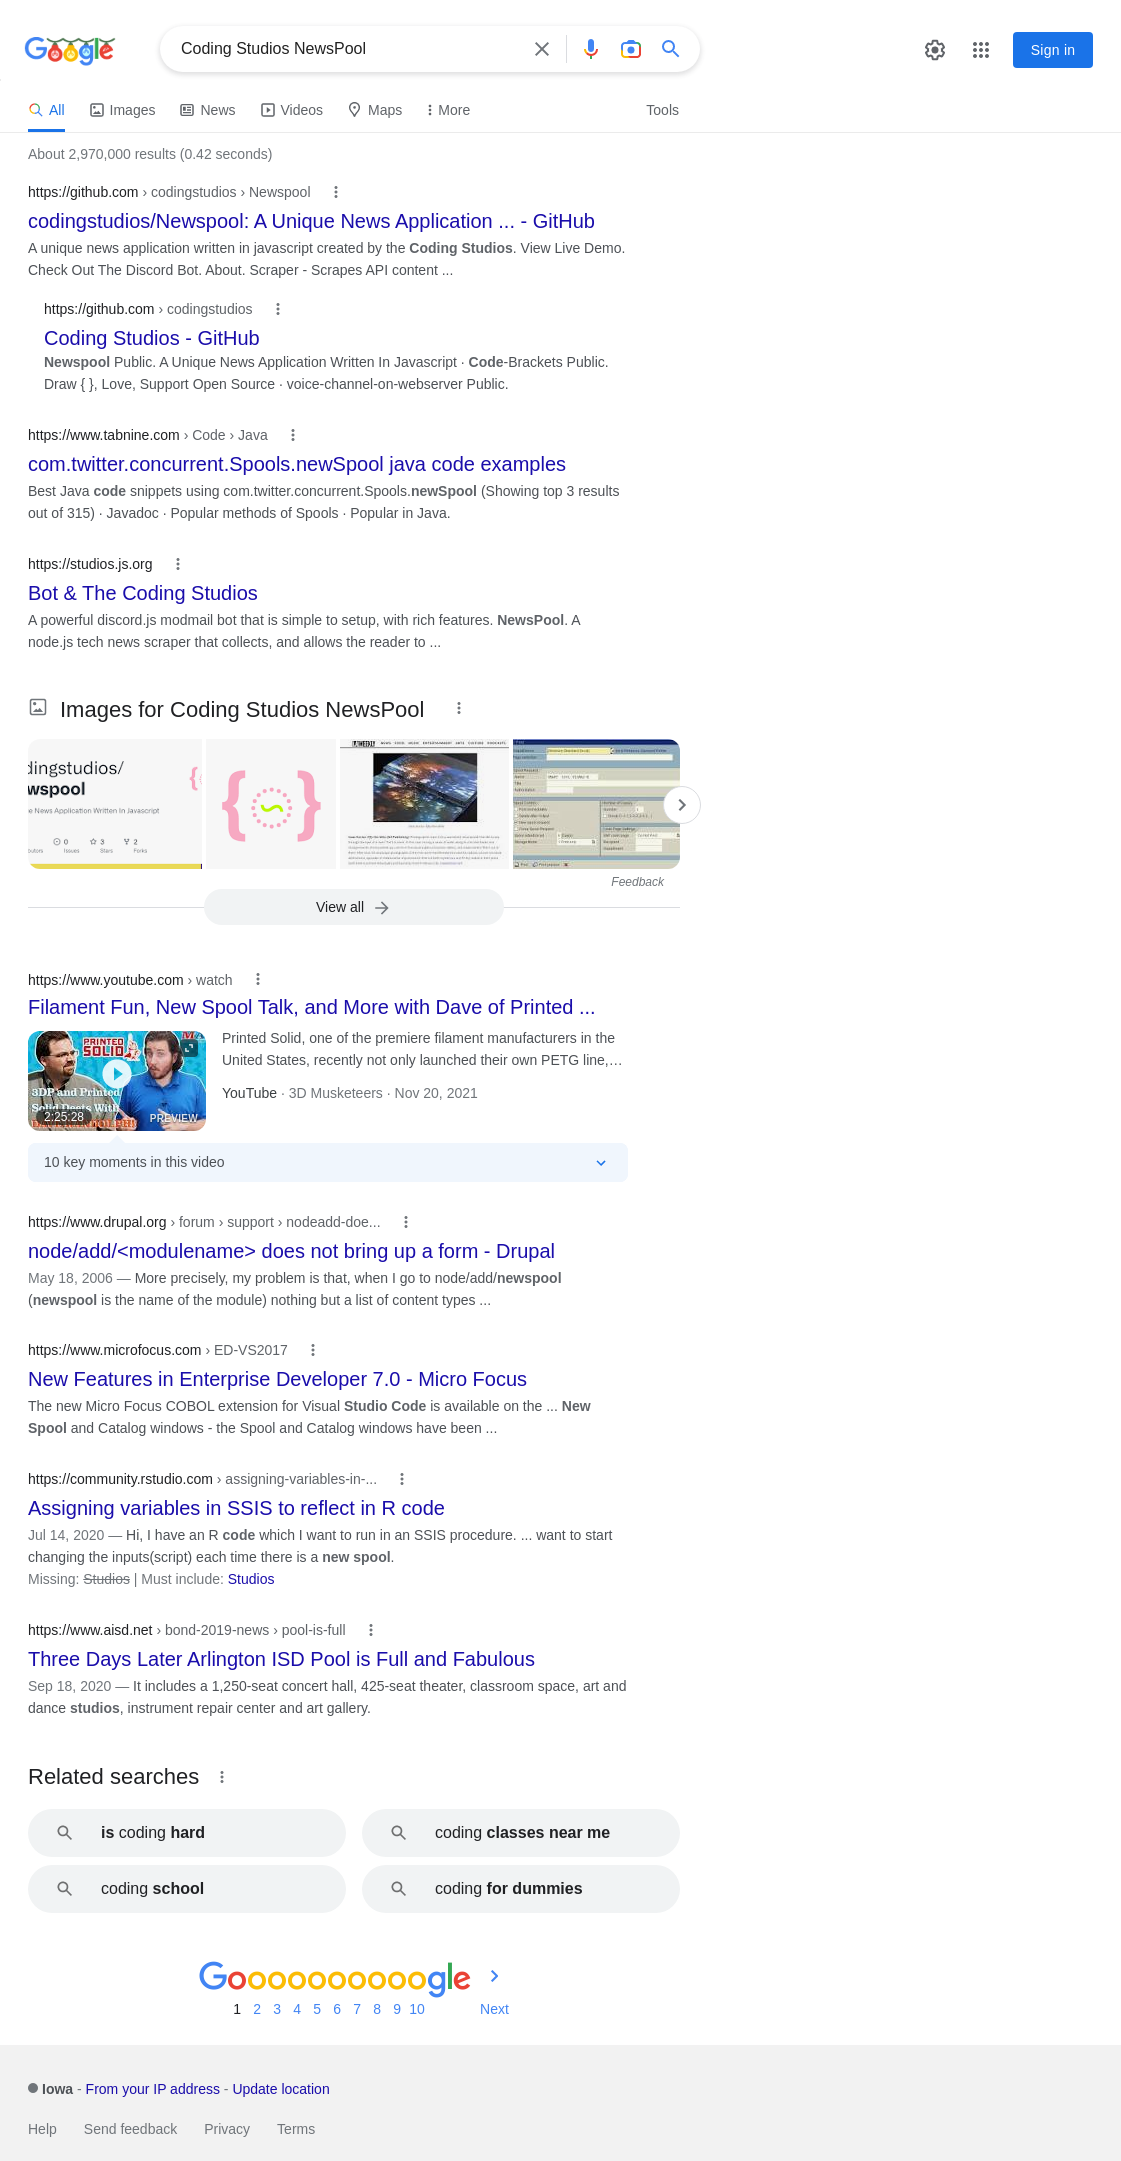 Google
Coding Studios NewsPool
Sign in
All
Images
News
Videos
Maps
More
Tools
About 2,970,000 results (0.42 seconds)
https://github.com › codingstudios › Newspool
codingstudios/Newspool: A Unique News Application ... - GitHub
A unique news application written in javascript created by the Coding Studios. View Live Demo.
Check Out The Discord Bot. About. Scraper - Scrapes API content ...
https://github.com › codingstudios
Coding Studios - GitHub
Newspool Public. A Unique News Application Written In Javascript · Code-Brackets Public.
Draw { }, Love, Support Open Source · voice-channel-on-webserver Public.
https://www.tabnine.com › Code › Java
com.twitter.concurrent.Spools.newSpool java code examples
Best Java code snippets using com.twitter.concurrent.Spools.newSpool (Showing top 3 results
out of 315) · Javadoc · Popular methods of Spools · Popular in Java.
https://studios.js.org
Bot & The Coding Studios
A powerful discord.js modmail bot that is simple to setup, with rich features. NewsPool. A
node.js tech news scraper that collects, and allows the reader to ...
Images for Coding Studios NewsPool
dingstudios/
wspool
e News Application Written In Javascript
0
3
2
Issues
Stars
Forks
Feedback
View all
https://www.youtube.com › watch
Filament Fun, New Spool Talk, and More with Dave of Printed ...
PRINTED
SOLID
3DP and Printed
Solid Deets With
2:25:28
PREVIEW
Printed Solid, one of the premiere filament manufacturers in the
United States, recently not only launched their own PETG line,…
YouTube · 3D Musketeers · Nov 20, 2021
10 key moments in this video
https://www.drupal.org › forum › support › nodeadd-doe...
node/add/<modulename> does not bring up a form - Drupal
May 18, 2006 — More precisely, my problem is that, when I go to node/add/newspool
(newspool is the name of the module) nothing but a list of content types ...
https://www.microfocus.com › ED-VS2017
New Features in Enterprise Developer 7.0 - Micro Focus
The new Micro Focus COBOL extension for Visual Studio Code is available on the ... New
Spool and Catalog windows - the Spool and Catalog windows have been ...
https://community.rstudio.com › assigning-variables-in-...
Assigning variables in SSIS to reflect in R code
Jul 14, 2020 — Hi, I have an R code which I want to run in an SSIS procedure. ... want to start
changing the inputs(script) each time there is a new spool.
Missing: Studios | Must include: Studios
https://www.aisd.net › bond-2019-news › pool-is-full
Three Days Later Arlington ISD Pool is Full and Fabulous
Sep 18, 2020 — It includes a 1,250-seat concert hall, 425-seat theater, classroom space, art and
dance studios, instrument repair center and art gallery.
Related searches
is coding hard
coding classes near me
coding school
coding for dummies
Goooooooooogle
1 2 3 4 5 6 7 8 9 10 Next
Iowa - From your IP address - Update location
Help
Send feedback
Privacy
Terms